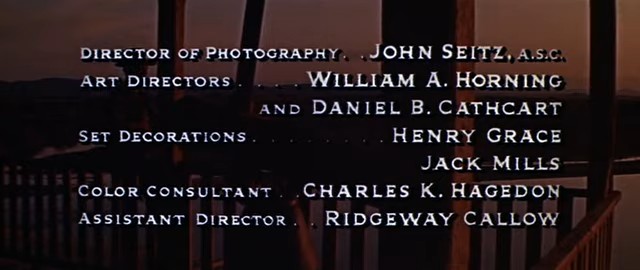 DIRECTOR OF PHOTOGRAPHY . . JOHN SEITZ, A.S.C.
ART DIRECTORS . . . . WILLIAM A. HORNING
AND DANIEL B. CATHCART
SET DECORATIONS . . . . . . . . HENRY GRACE
JACK MILLS
COLOR CONSULTANT . . CHARLES K. HAGEDON
ASSISTANT DIRECTOR . . RIDGEWAY CALLOW